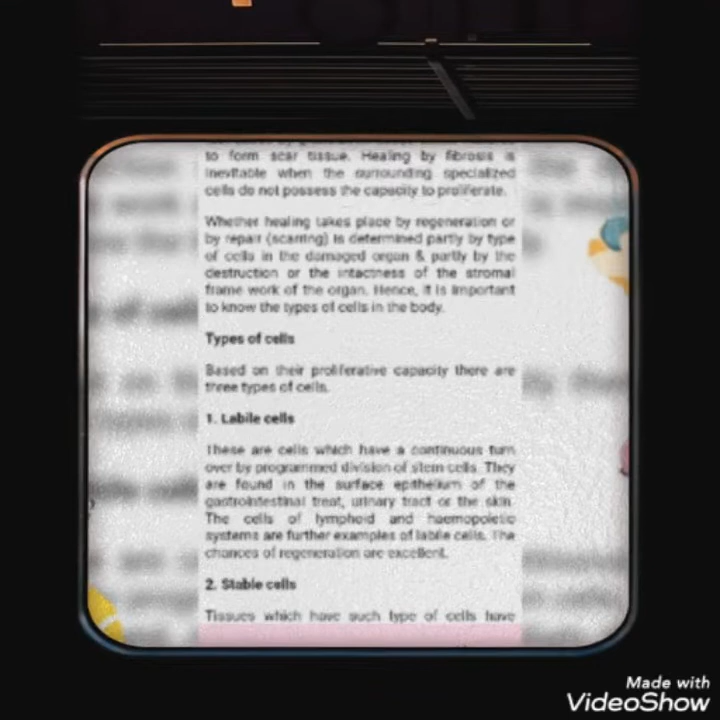 to form scar tissue. Healing by fibrosis is
inevitable when the surrounding specialized
cells do not possess the capacity to proliferate.
Whether healing takes place by regeneration or
by repair (scarring) is determined partly by type
of cells in the damaged organ & partly by the
destruction or the intactness of the stromal
frame work of the organ. Hence, it is important
to know the types of cells in the body.
Types of cells
Based on their proliferative capacity there are
three types of cells.
1. Labile cells
These are cells which have a continuous turn
over by programmed division of stem cells. They
are found in the surface epithelium of the
gastrointestinal treat, urinary tract or the skin.
The cells of lymphoid and haemopoietic
systems are further examples of labile cells. The
chances of regeneration are excellent.
2. Stable cells
Tissues which have such type of cells have
Made with
VideoShow